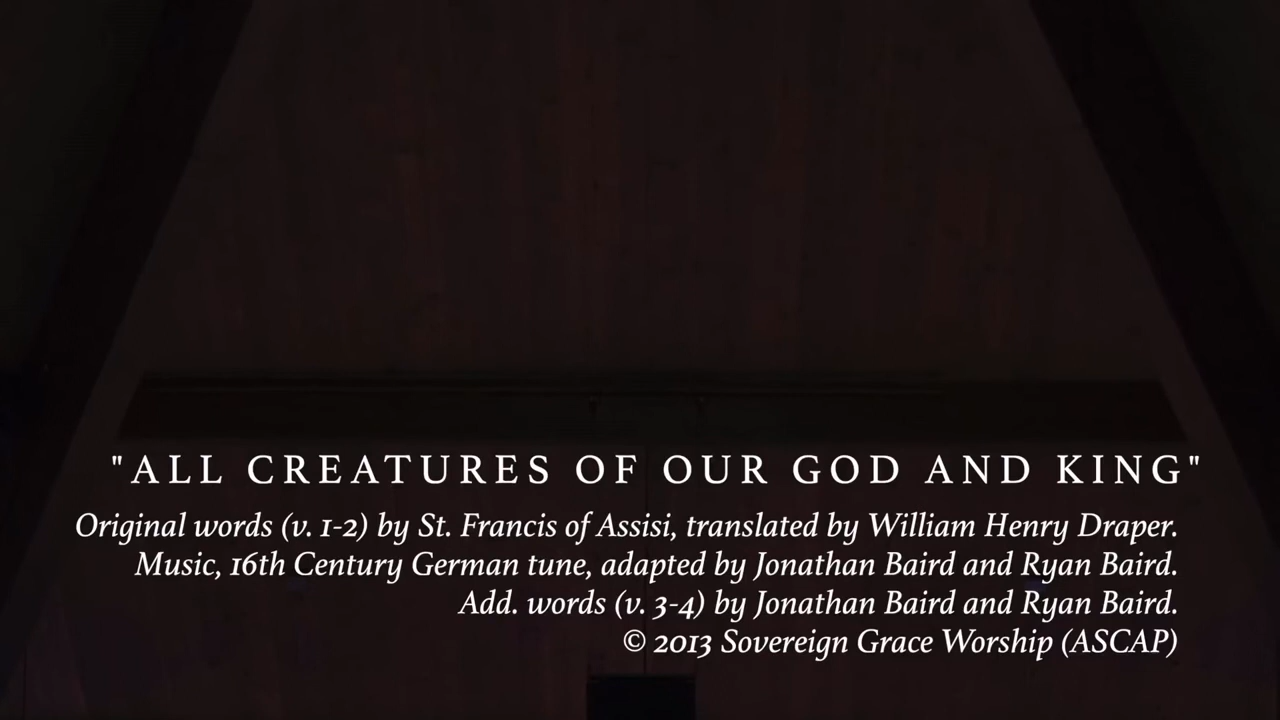 "ALL CREATURES OF OUR GOD AND KING"
Original words (v. 1-2) by St. Francis of Assisi, translated by William Henry Draper.
Music, 16th Century German tune, adapted by Jonathan Baird and Ryan Baird.
Add. words (v. 3-4) by Jonathan Baird and Ryan Baird.
© 2013 Sovereign Grace Worship (ASCAP)